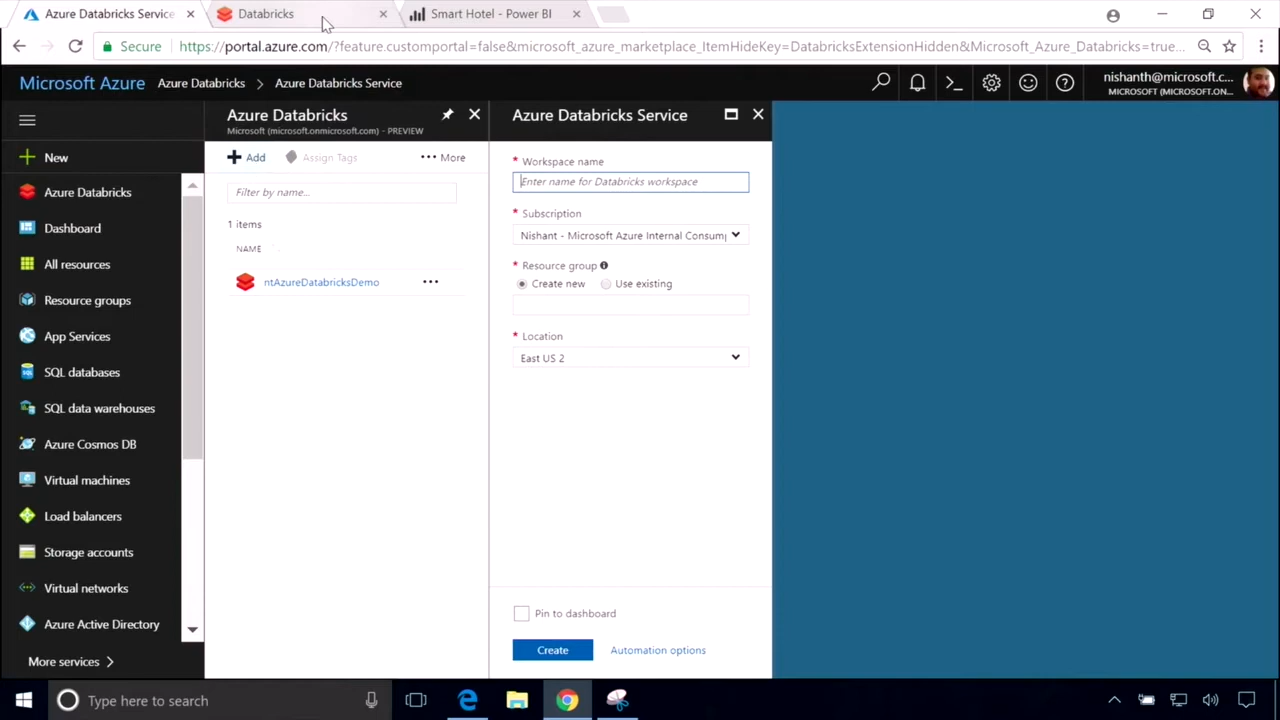 Azure Databricks Service
Databricks
Smart Hotel - Power BI
Secure
https://portal.azure.com/?feature.customportal=false&microsoft_azure_marketplace_ItemHideKey=DatabricksExtensionHidden&Microsoft_Azure_Databricks=true...
Microsoft Azure Azure Databricks > Azure Databricks Service
nishanth@microsoft.c...
MICROSOFT (MICROSOFT.ON...
New
Azure Databricks
Dashboard
All resources
Resource groups
App Services
SQL databases
SQL data warehouses
Azure Cosmos DB
Virtual machines
Load balancers
Storage accounts
Virtual networks
Azure Active Directory
More services >
Azure Databricks
Microsoft (microsoft.onmicrosoft.com) - PREVIEW
Add Assign Tags ••• More
Filter by name...
1 items
NAME
ntAzureDatabricksDemo •••
Azure Databricks Service
* Workspace name
Enter name for Databricks workspace
* Subscription
Nishant - Microsoft Azure Internal Consum
* Resource group
Create new Use existing
* Location
East US 2
Pin to dashboard
Create Automation options
Type here to search